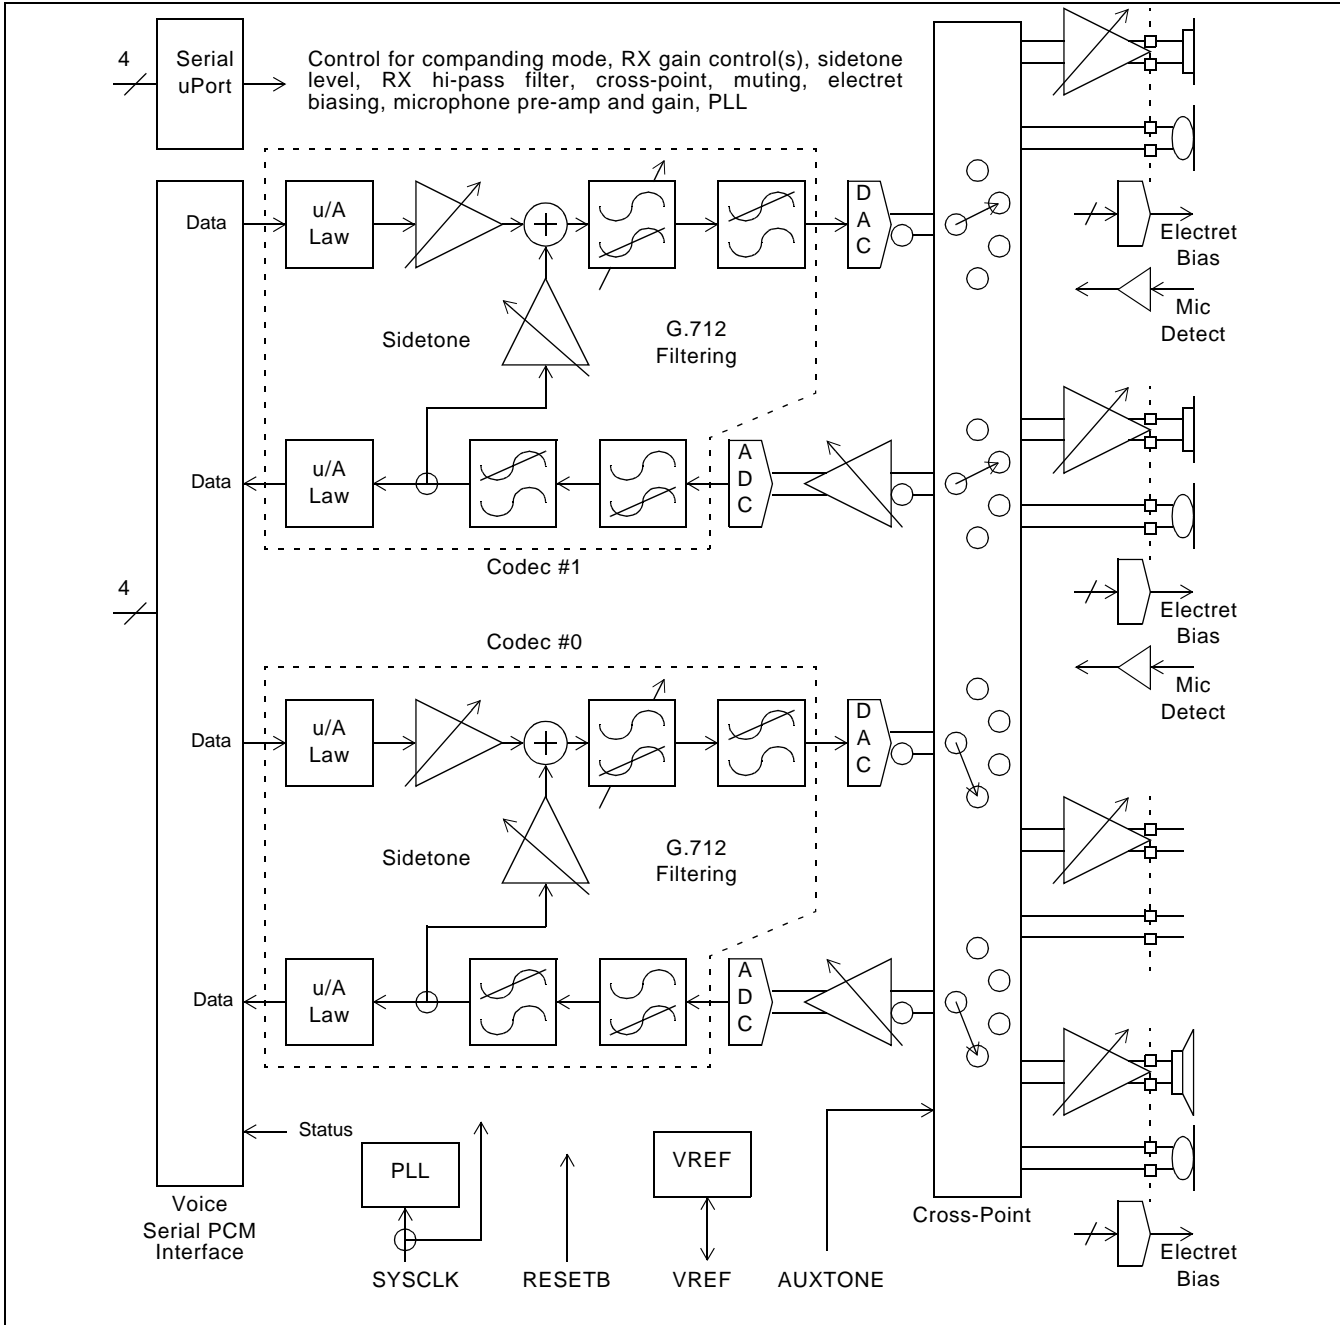 4
Serial
uPort
Control for companding mode, RX gain control(s), sidetone
level, RX hi-pass filter, cross-point, muting, electret
biasing, microphone pre-amp and gain, PLL
Data
u/A
Law
D
A
C
Electret
Bias
Sidetone
G.712
Filtering
Mic
Detect
Data
u/A
Law
A
D
C
Codec #1
4
Electret
Bias
Codec #0
Mic
Detect
Data
u/A
Law
D
A
C
Sidetone
G.712
Filtering
Data
u/A
Law
A
D
C
Status
PLL
VREF
Voice
Serial PCM
Interface
Cross-Point
Electret
Bias
SYSCLK
RESETB
VREF
AUXTONE